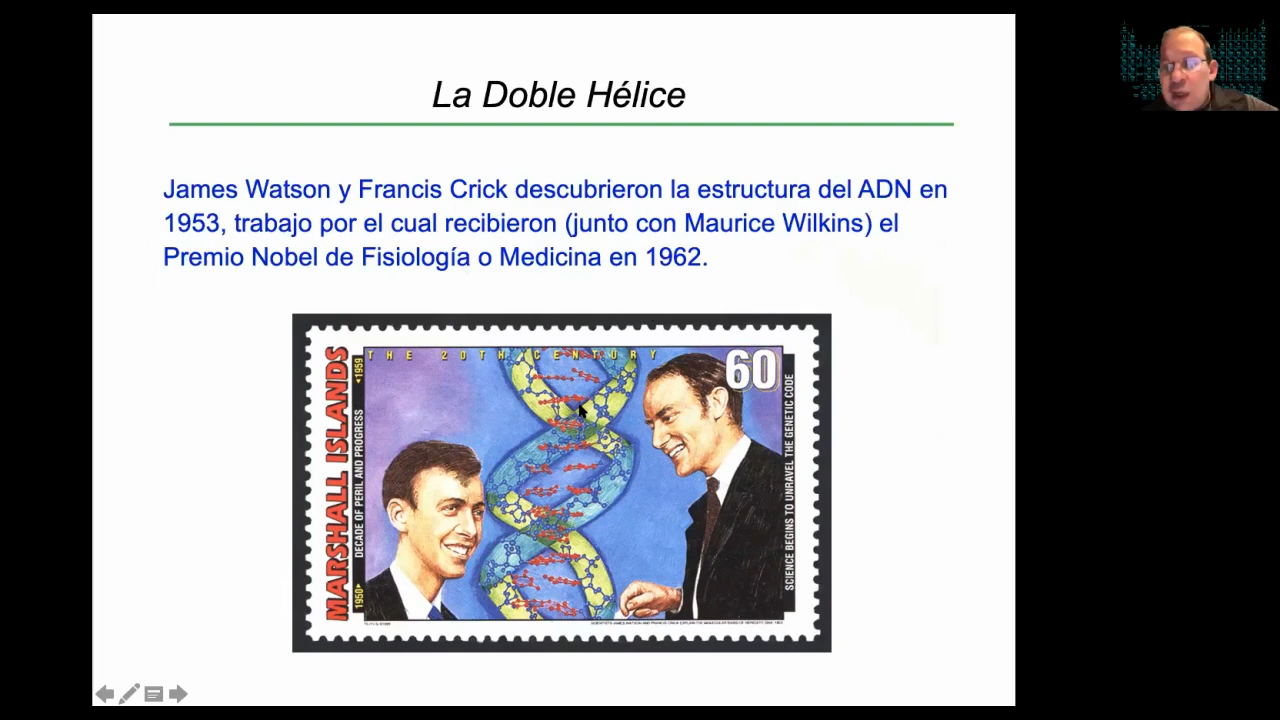 La Doble Hélice
James Watson y Francis Crick descubrieron la estructura del ADN en
1953, trabajo por el cual recibieron (junto con Maurice Wilkins) el
Premio Nobel de Fisiología o Medicina en 1962.
THE 20TH CENTURY
60
MARSHALL ISLANDS
1950▸ DECADE OF PERIL AND PROGRESS ◂1959
SCIENCE BEGINS TO UNRAVEL THE GENETIC CODE